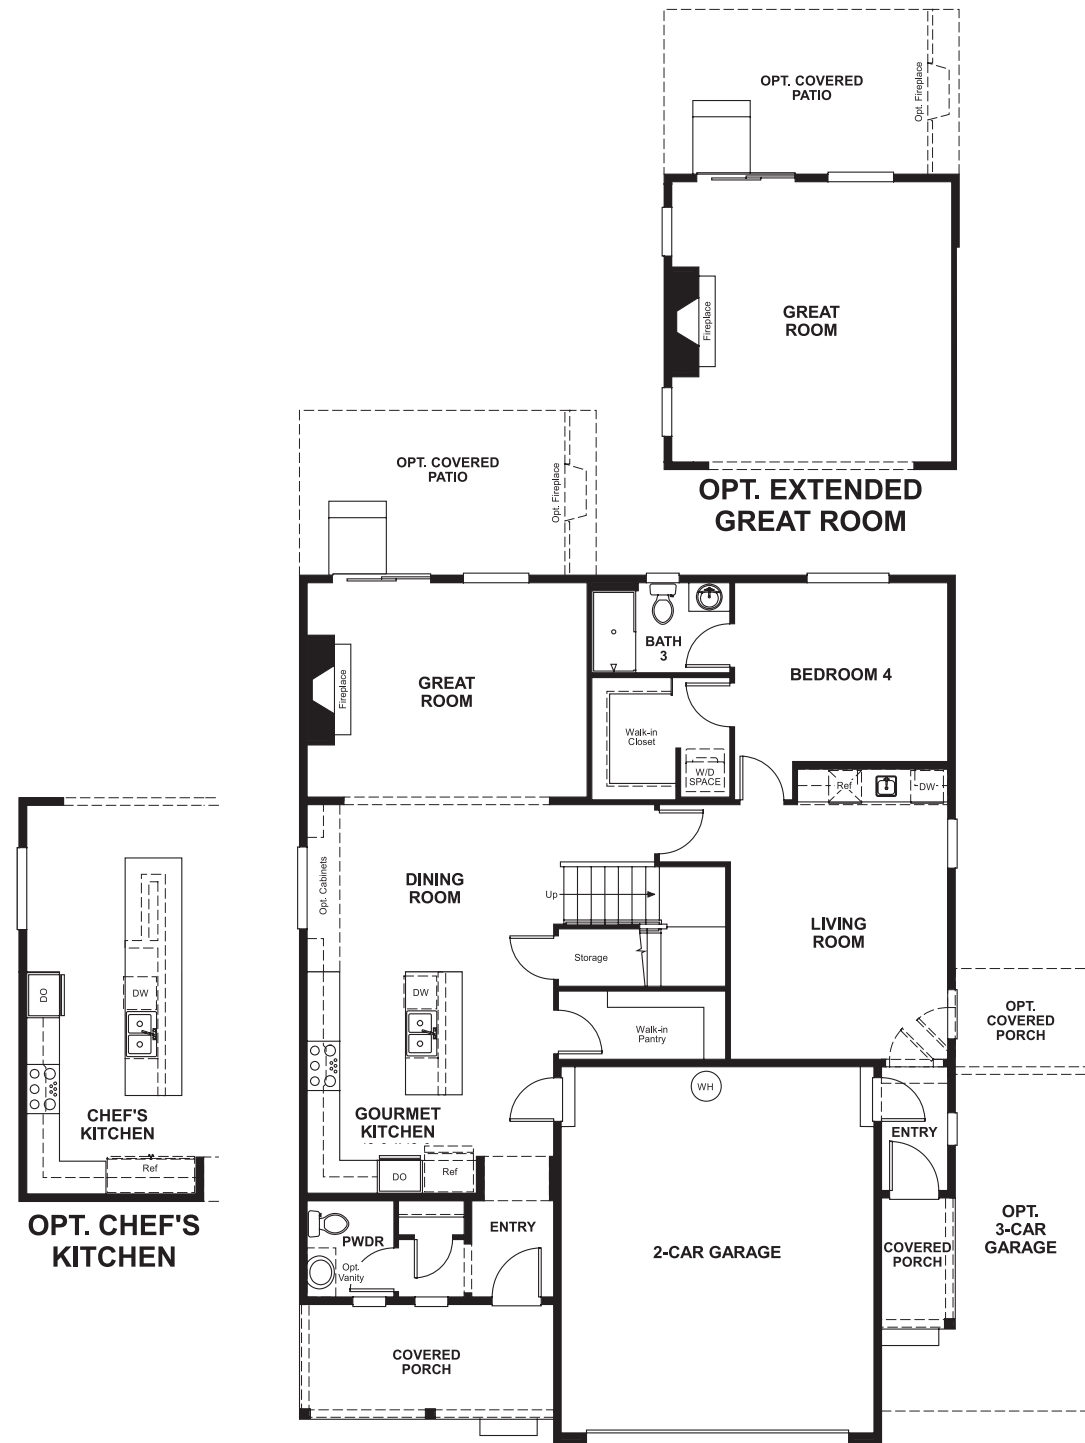 OPT. COVERED
PATIO
Opt. Fireplace
GREAT
ROOM
Fireplace
OPT. EXTENDED
GREAT ROOM
OPT. COVERED
PATIO
Opt. Fireplace
GREAT
ROOM
Fireplace
BATH
3
BEDROOM 4
Walk-in
Closet
W/D
SPACE
Ref
DW
DINING
ROOM
Opt. Cabinets
Up
LIVING
ROOM
Storage
DW
Walk-in
Pantry
OPT.
COVERED
PORCH
DO
DW
CHEF'S
KITCHEN
Ref
OPT. CHEF'S
KITCHEN
GOURMET
KITCHEN
DO
Ref
WH
ENTRY
PWDR
Opt.
Vanity
ENTRY
2-CAR GARAGE
COVERED
PORCH
OPT.
3-CAR
GARAGE
COVERED
PORCH